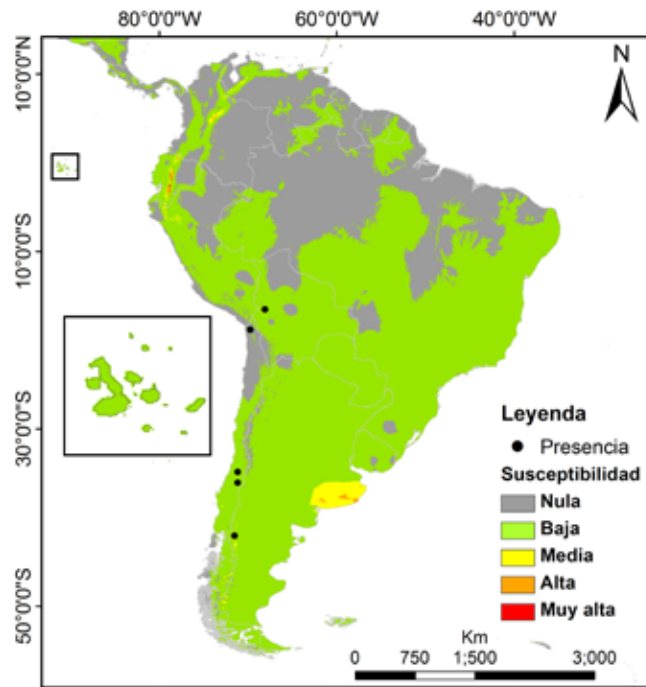 80°0'0"W 60°0'0"W 40°0'0"W
N
10°0'0"N
10°0'0"S
30°0'0"S
50°0'0"S
Leyenda
Presencia
Susceptibilidad
Nula
Baja
Media
Alta
Muy alta
Km
0 750 1,500 3,000